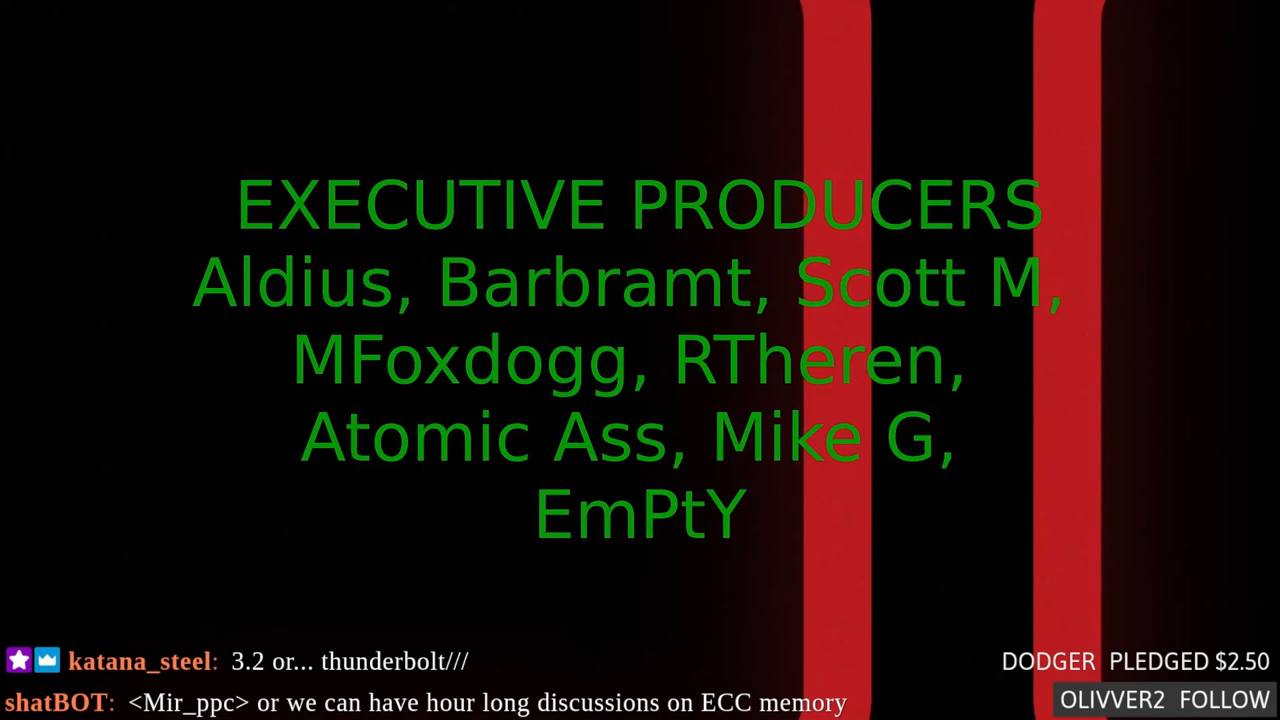 EXECUTIVE PRODUCERS
Aldius, Barbramt, Scott M,
MFoxdogg, RTheren,
Atomic Ass, Mike G,
EmPtY
katana_steel: 3.2 or... thunderbolt///
DODGER PLEDGED $2.50
shatBOT: <Mir_ppc> or we can have hour long discussions on ECC memory
OLIVVER2 FOLLOW